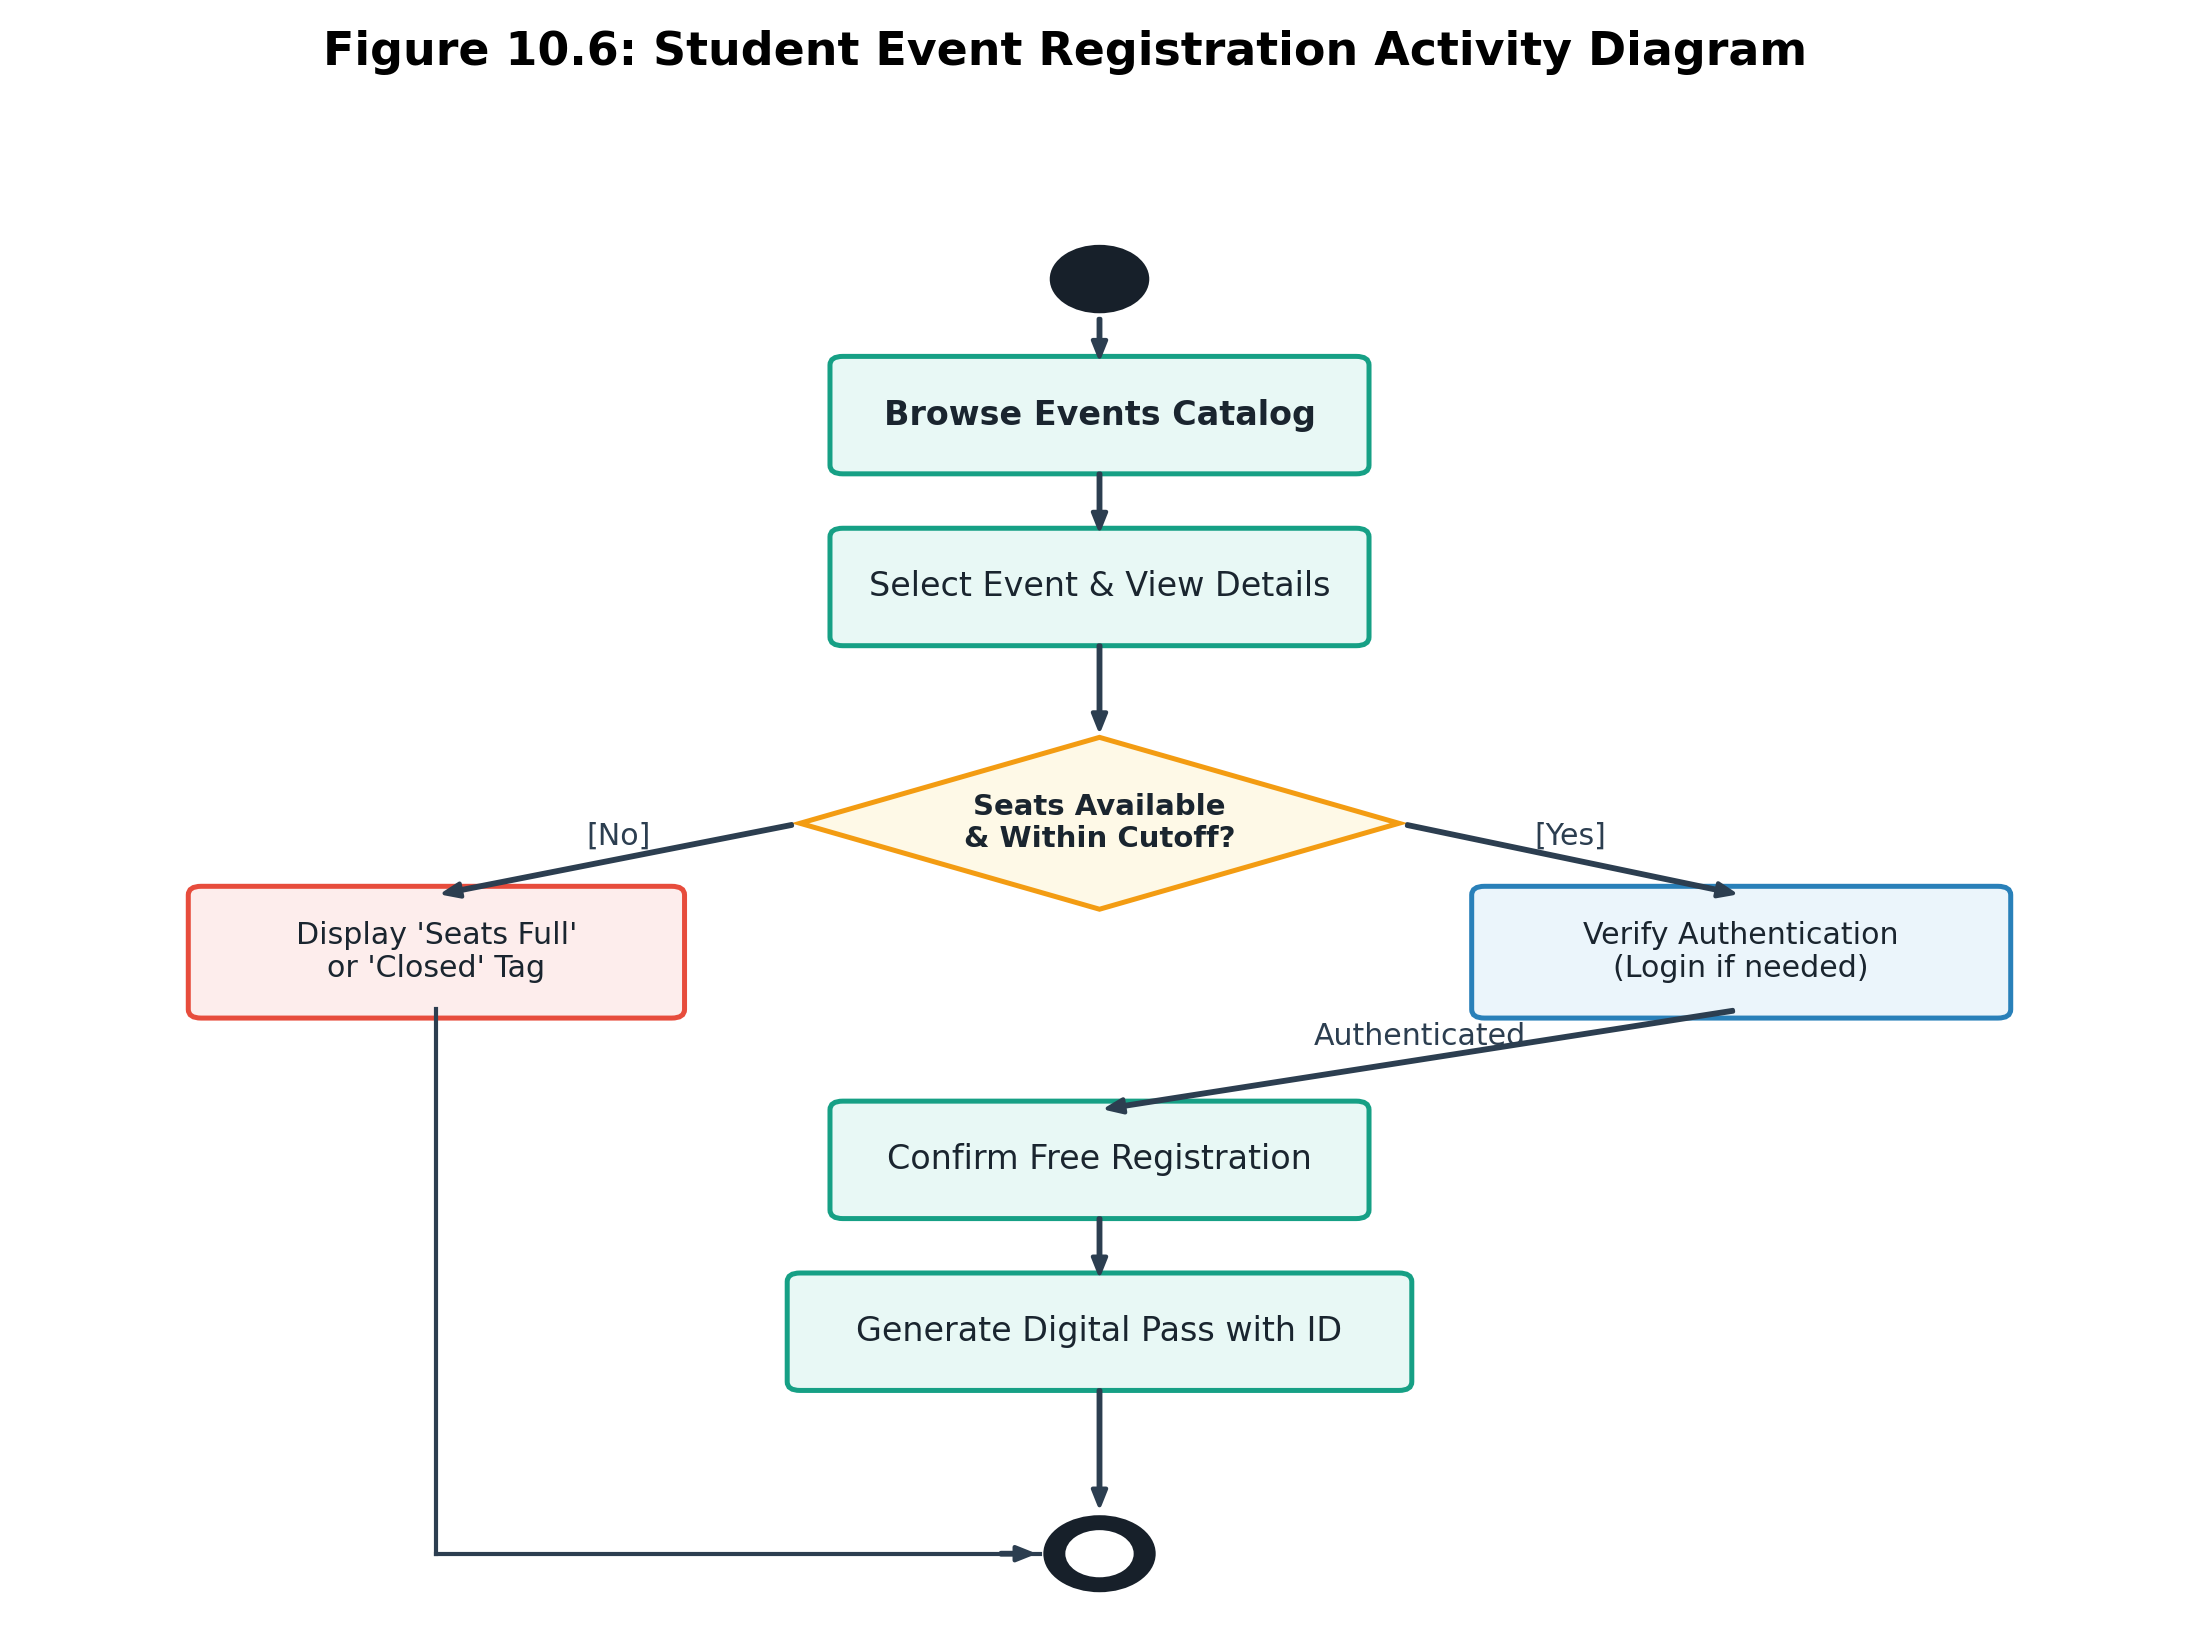 Figure 10.6: Student Event Registration Activity Diagram
Browse Events Catalog
Select Event & View Details
Seats Available
& Within Cutoff?
[No]
[Yes]
Display 'Seats Full'
or 'Closed' Tag
Verify Authentication
(Login if needed)
Authenticated
Confirm Free Registration
Generate Digital Pass with ID